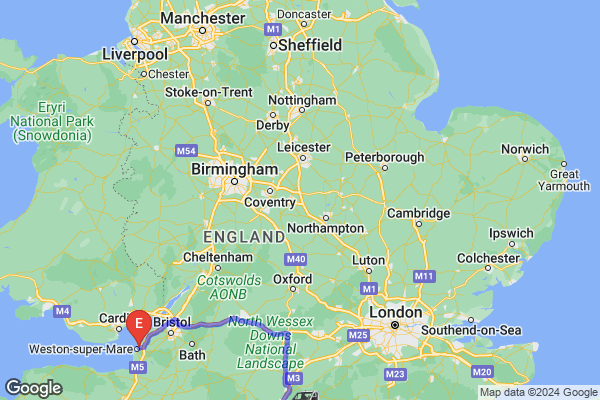 Doncaster
Manchester
M1
Liverpool
Sheffield
Chester
Stoke-on-Trent
Eryri
National Park
(Snowdonia)
Nottingham
Derby
Leicester
M54
Peterborough
Norwich
Birmingham
Great
Yarmouth
Coventry
Cambridge
Northampton
ENGLAND
Ipswich
M40
Cheltenham
Luton
Colchester
M11
Cotswolds
AONB
Oxford
M1
M4
London
Card
E
Bristol
North Wessex
Downs
National
Landscape
M25
Southend-on-Sea
Weston-super-Mare
Bath
M5
M3
M23
M20
Google
Google
Map data ©2024 Google